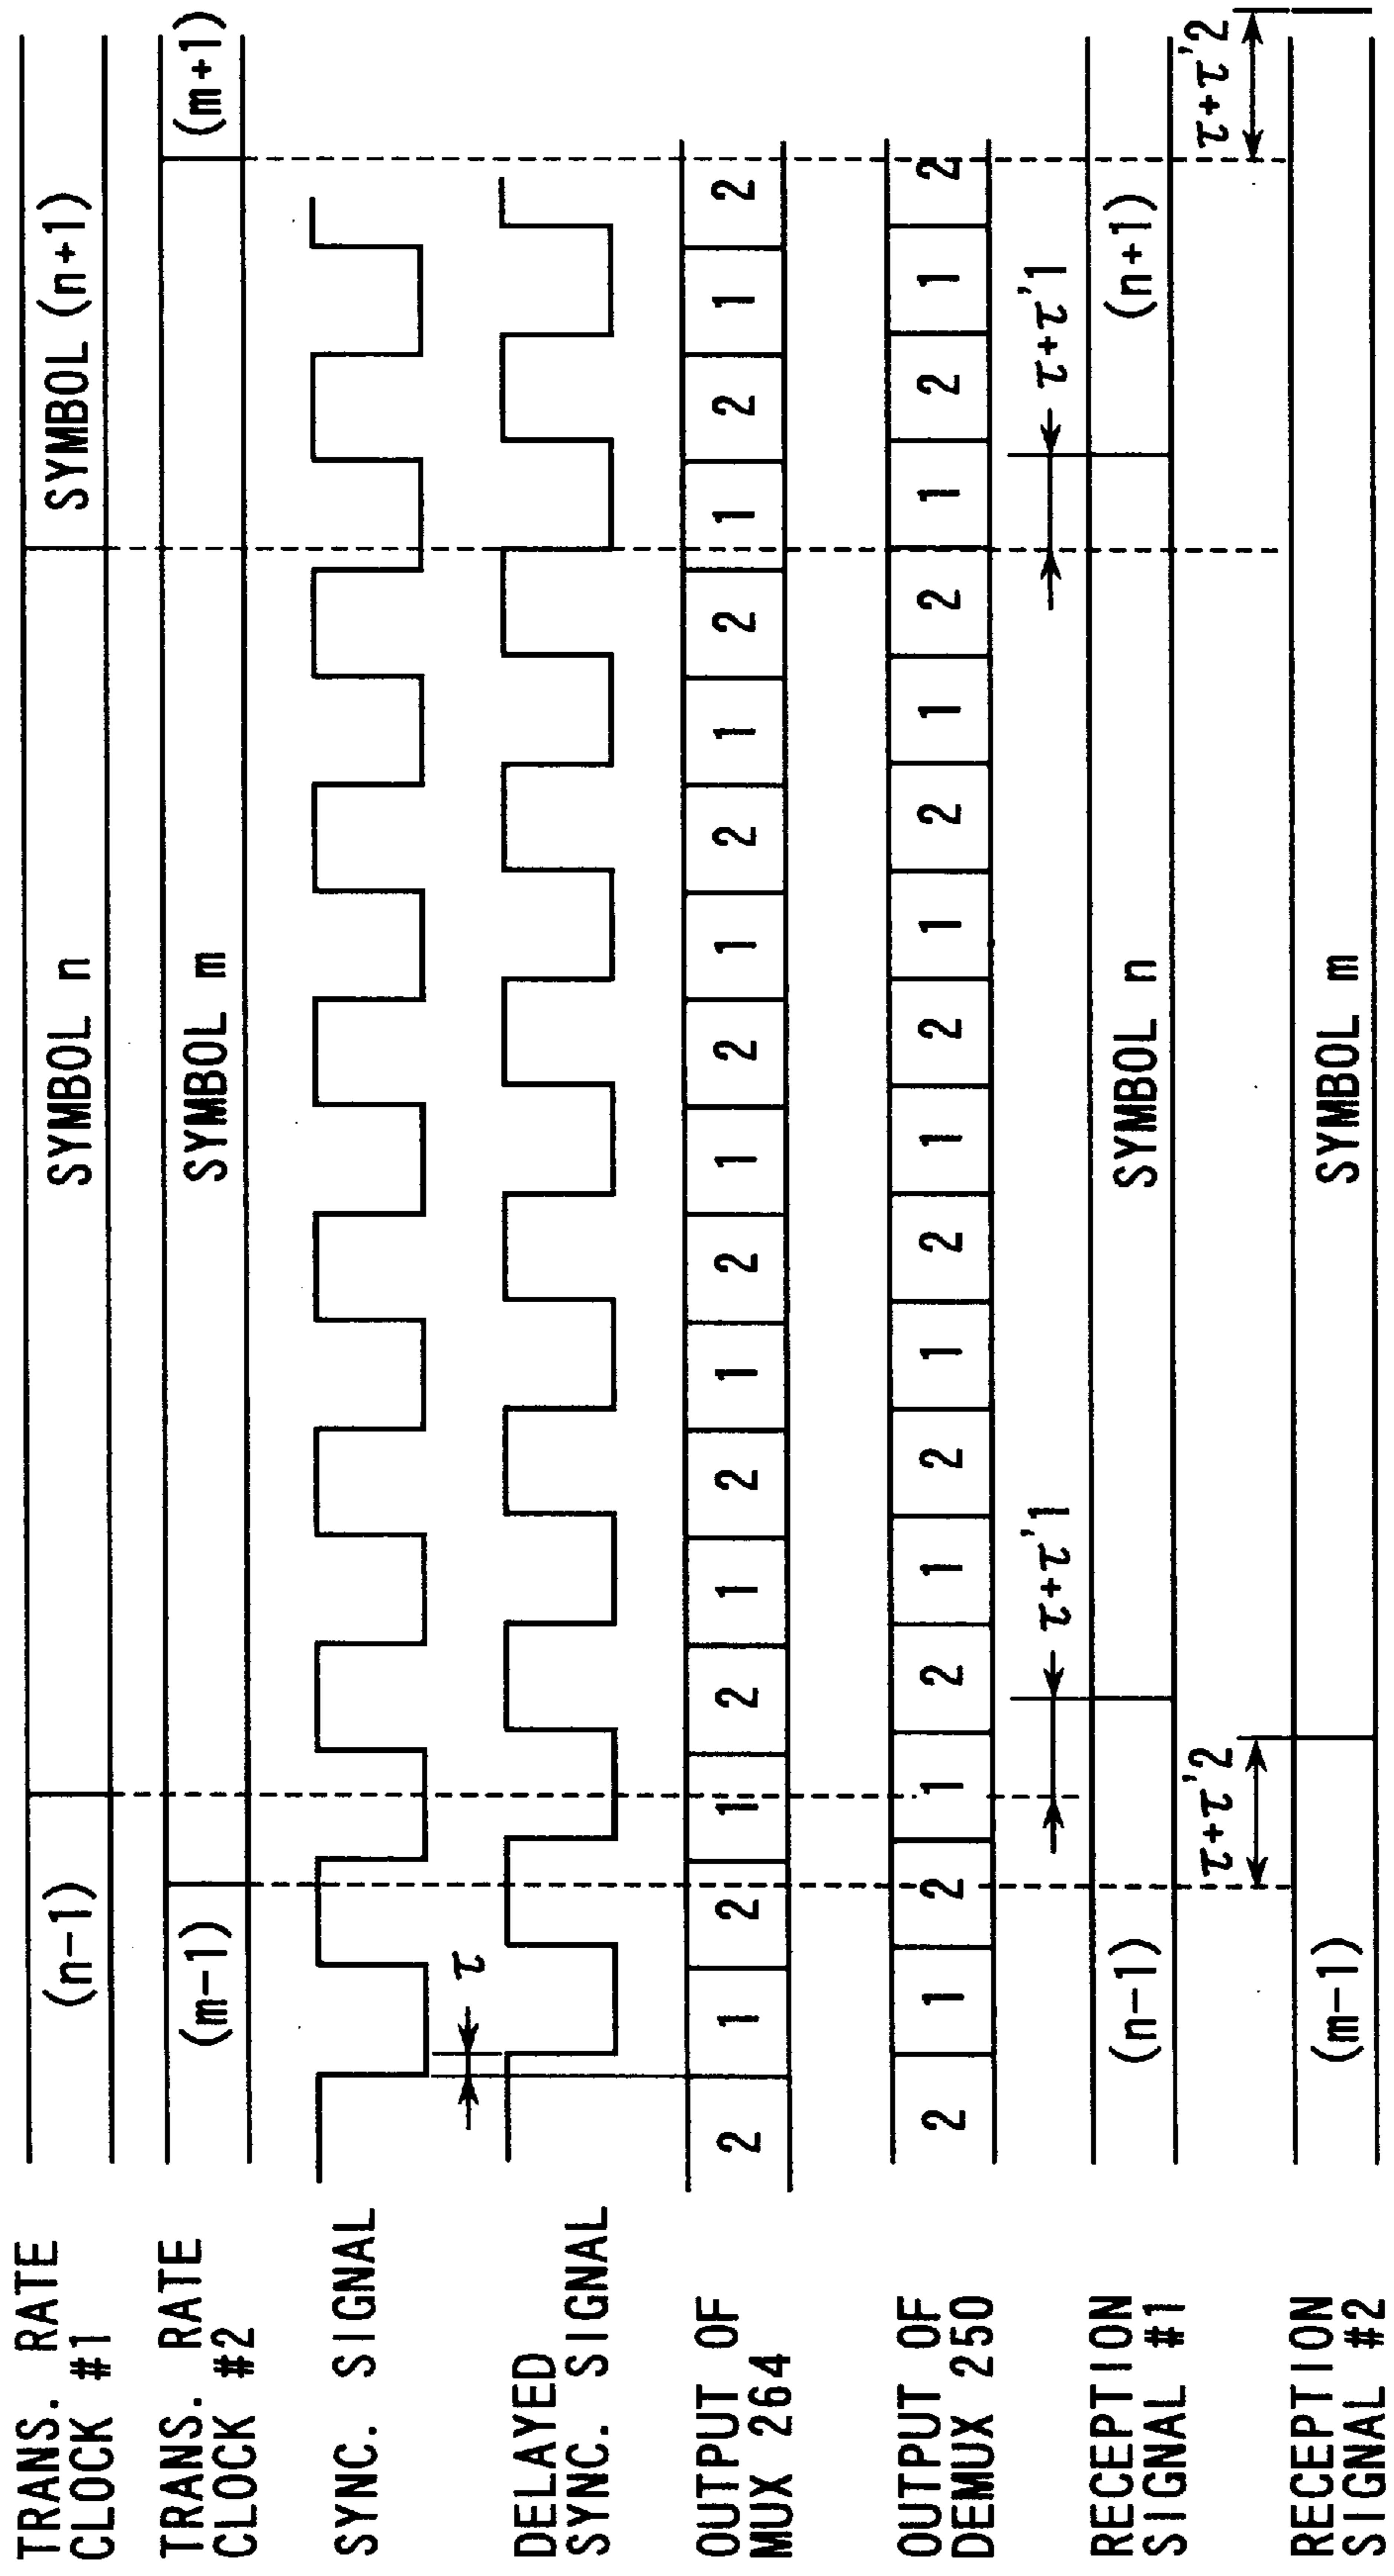 TRANS. RATE
CLOCK #1
(n-1)
SYMBOL n
SYMBOL (n+1)
TRANS. RATE
CLOCK #2
(m-1)
SYMBOL m
(m+1)
SYNC. SIGNAL
τ
DELAYED
SYNC. SIGNAL
OUTPUT OF
MUX 264
2 1 2 1 2 1 2 1 2 1 2 1 2 1 2 1 2 1 2
OUTPUT OF
DEMUX 250
2 1 2 1 2 1 2 1 2 1 2 1 2 1 2 1 2 1 2
τ+τ'1
τ+τ'1
RECEPTION
SIGNAL #1
(n-1)
SYMBOL n
(n+1)
τ+τ'2
τ+τ'2
RECEPTION
SIGNAL #2
(m-1)
SYMBOL m